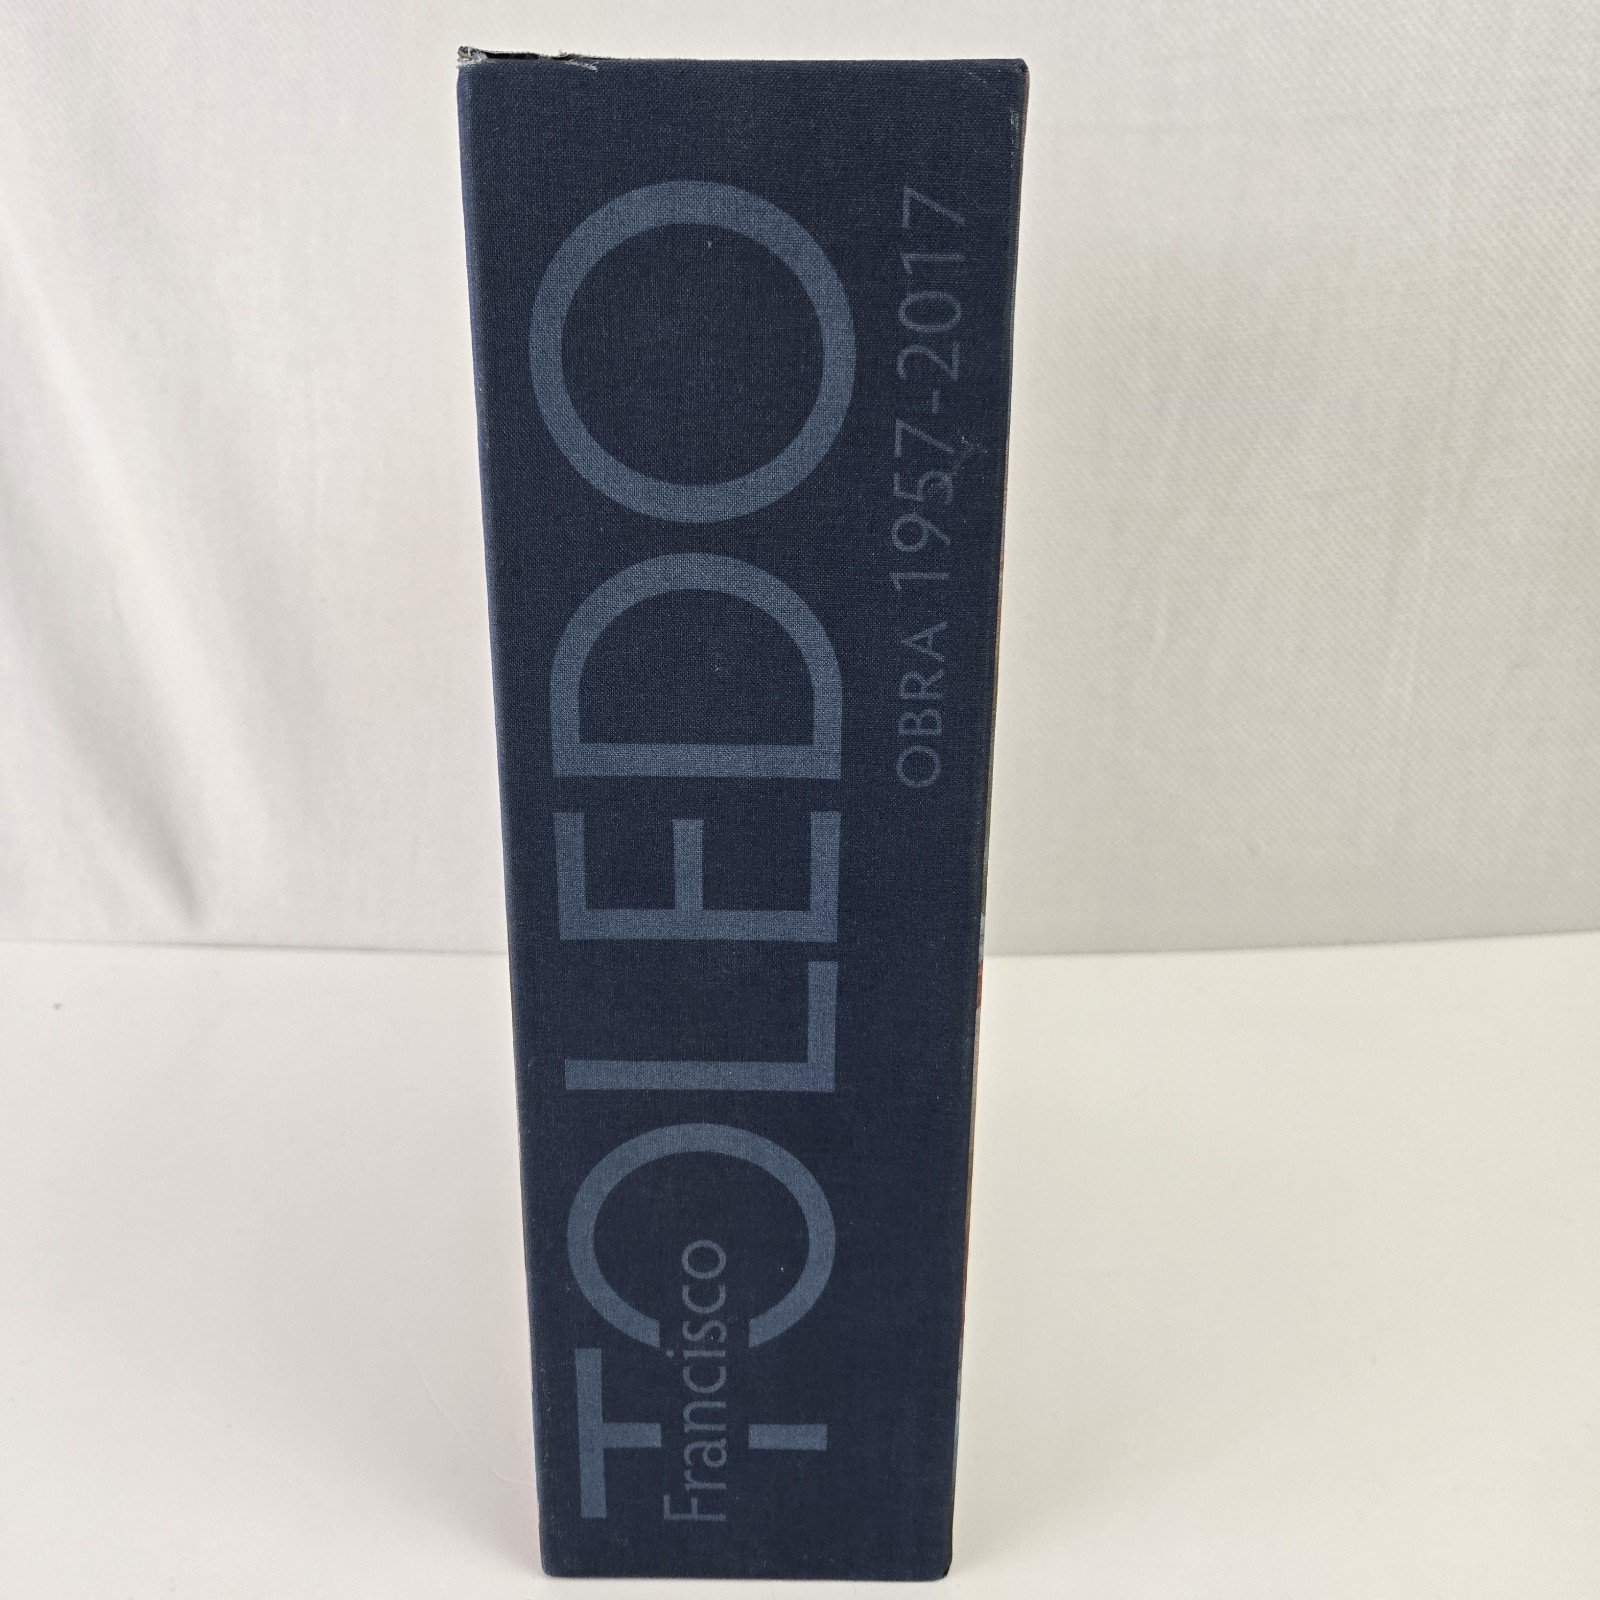 Francisco
TOLEDO
OBRA 1957-2017